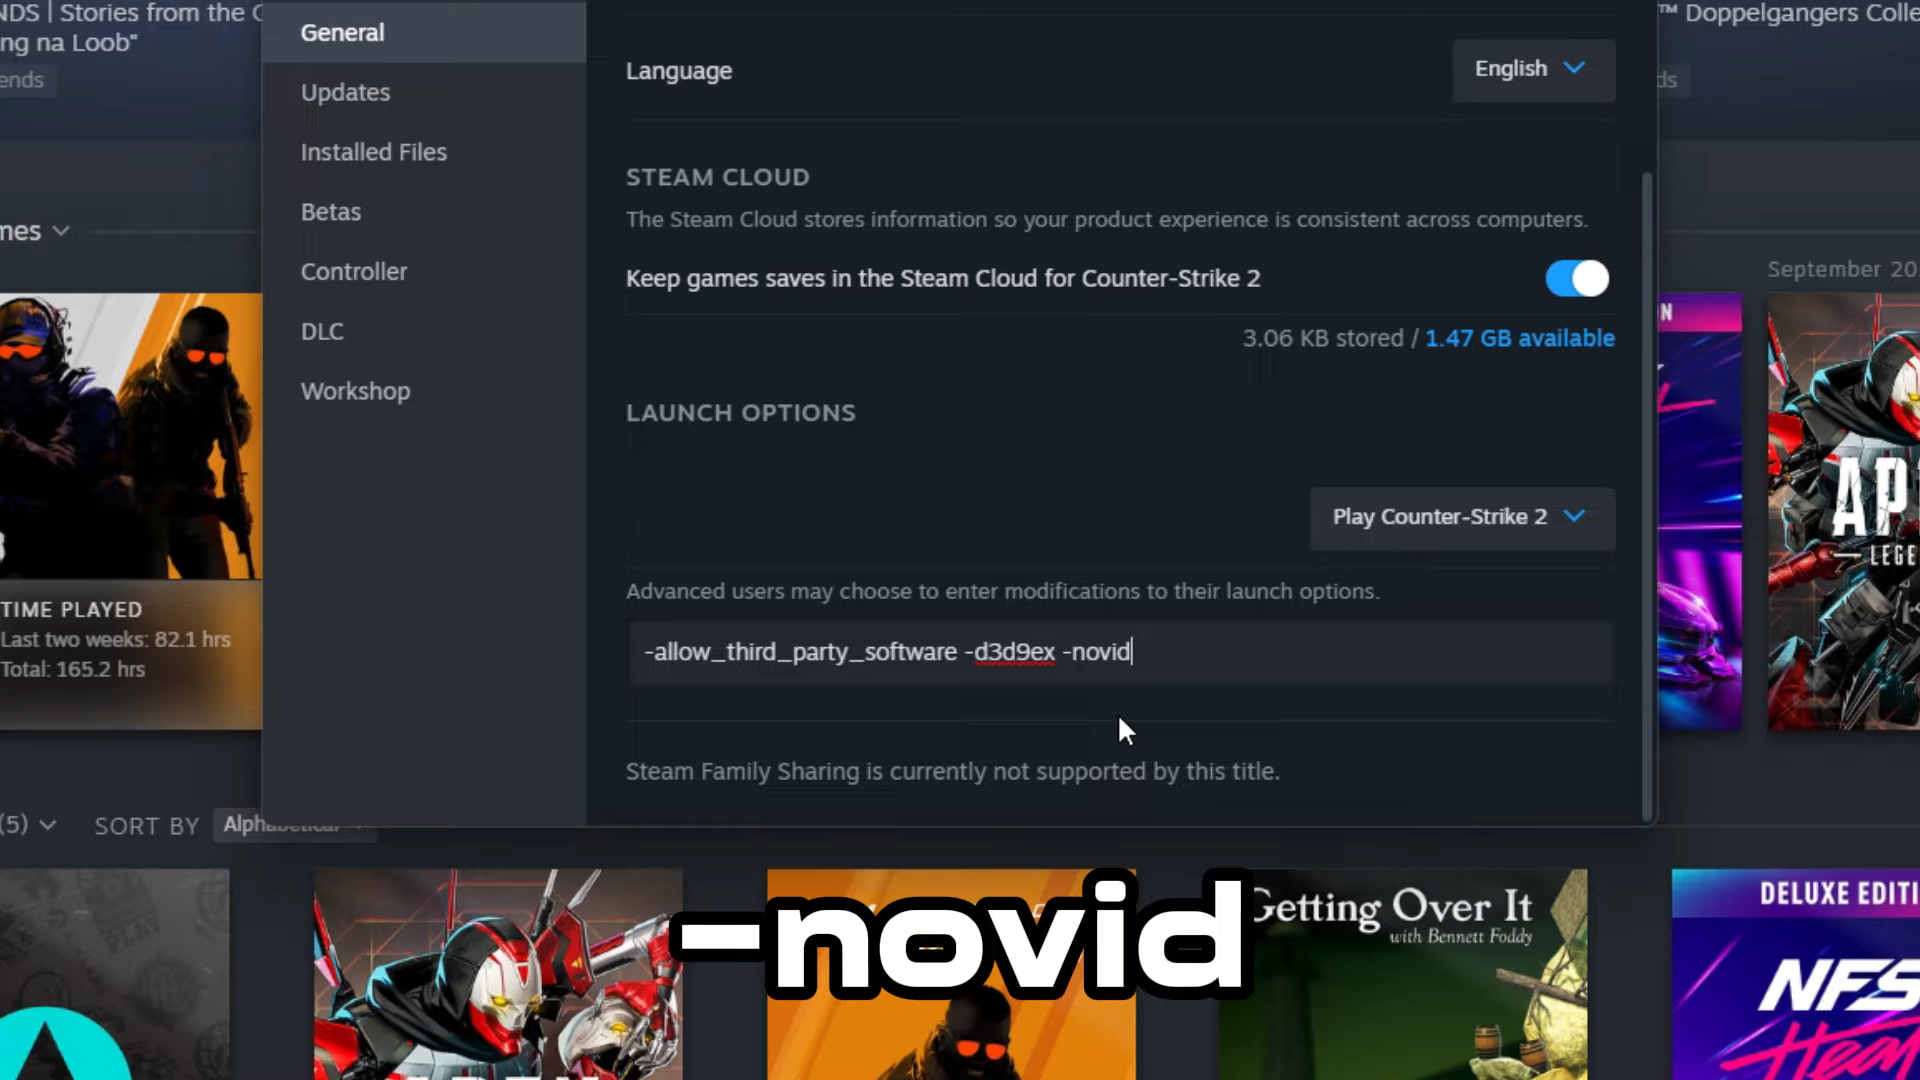 NDS | Stories from the
ng na Loob"
ends
General
Updates
Installed Files
Betas
Controller
DLC
Workshop
Language
English
STEAM CLOUD
The Steam Cloud stores information so your product experience is consistent across computers.
Keep games saves in the Steam Cloud for Counter-Strike 2
3.06 KB stored / 1.47 GB available
LAUNCH OPTIONS
Play Counter-Strike 2
Advanced users may choose to enter modifications to their launch options.
-allow_third_party_software -d3d9ex -novid
Steam Family Sharing is currently not supported by this title.
™ Doppelgangers Colle
ds
mes
September 20
TIME PLAYED
Last two weeks: 82.1 hrs
Total: 165.2 hrs
N
AP
LEGE
(5) SORT BY Alphabetical
-novid
Getting Over It
with Bennett Foddy
DELUXE EDITI
NFS
Hea